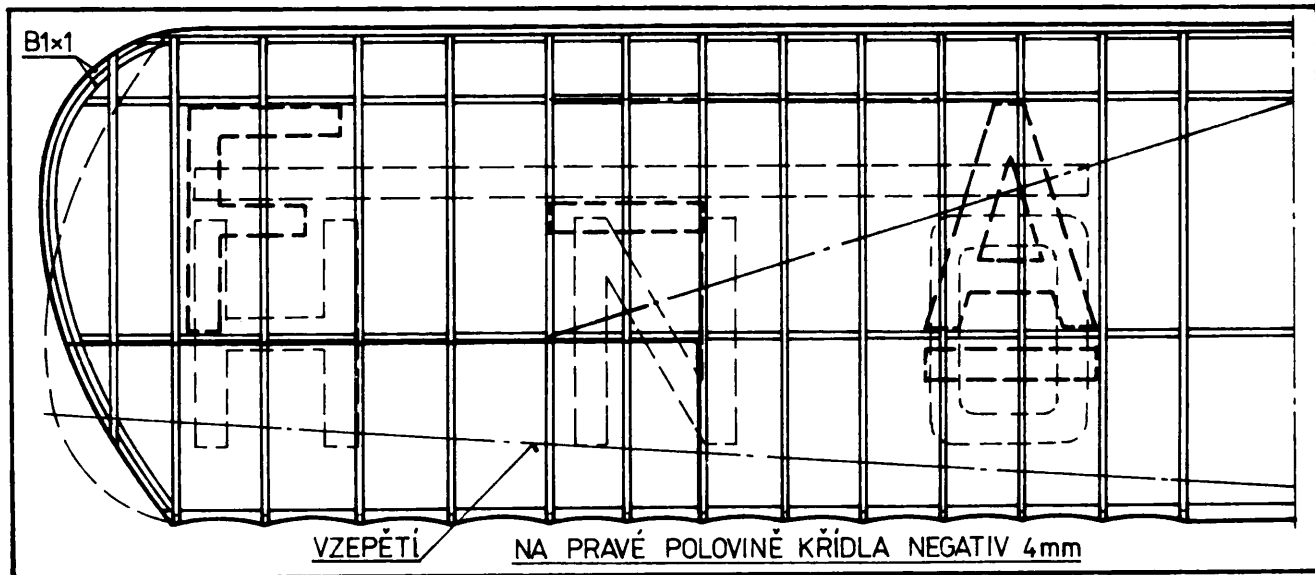 B1×1
F - A
H N O
VZEPĚTÍ
NA PRAVÉ POLOVINĚ KŘÍDLA NEGATIV 4mm